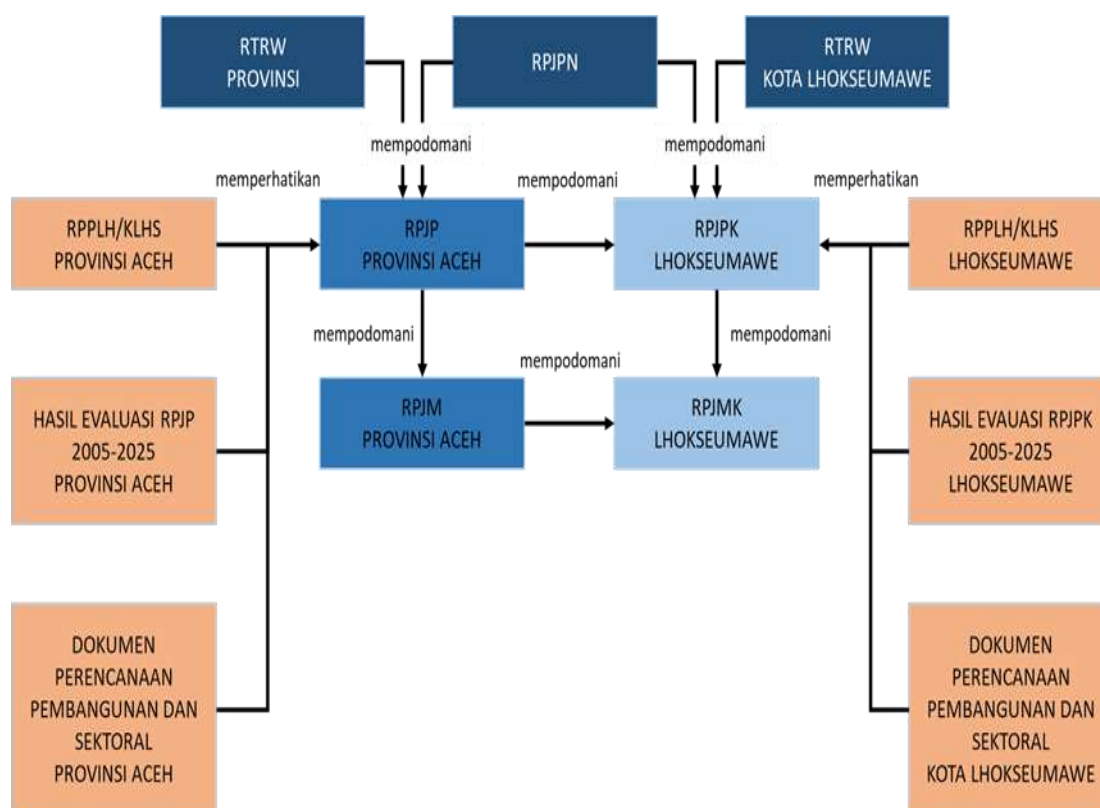 RTRW
PROVINSI
RPJPN
RTRW
KOTA LHOKSEUMAWE
mempodomani
mempodomani
memperhatikan
mempodomani
memperhatikan
RPPLH/KLHS
PROVINSI ACEH
RPJP
PROVINSI ACEH
RPJPK
LHOKSEUMAWE
RPPLH/KLHS
LHOKSEUMAWE
mempodomani
mempodomani
mempodomani
HASIL EVALUASI RPJP
2005-2025
PROVINSI ACEH
RPJM
PROVINSI ACEH
RPJMK
LHOKSEUMAWE
HASIL EVAUASI RPJPK
2005-2025
LHOKSEUMAWE
DOKUMEN
PERENCANAAN
PEMBANGUNAN DAN
SEKTORAL
PROVINSI ACEH
DOKUMEN
PERENCANAAN
PEMBANGUNAN DAN
SEKTORAL
KOTA LHOKSEUMAWE